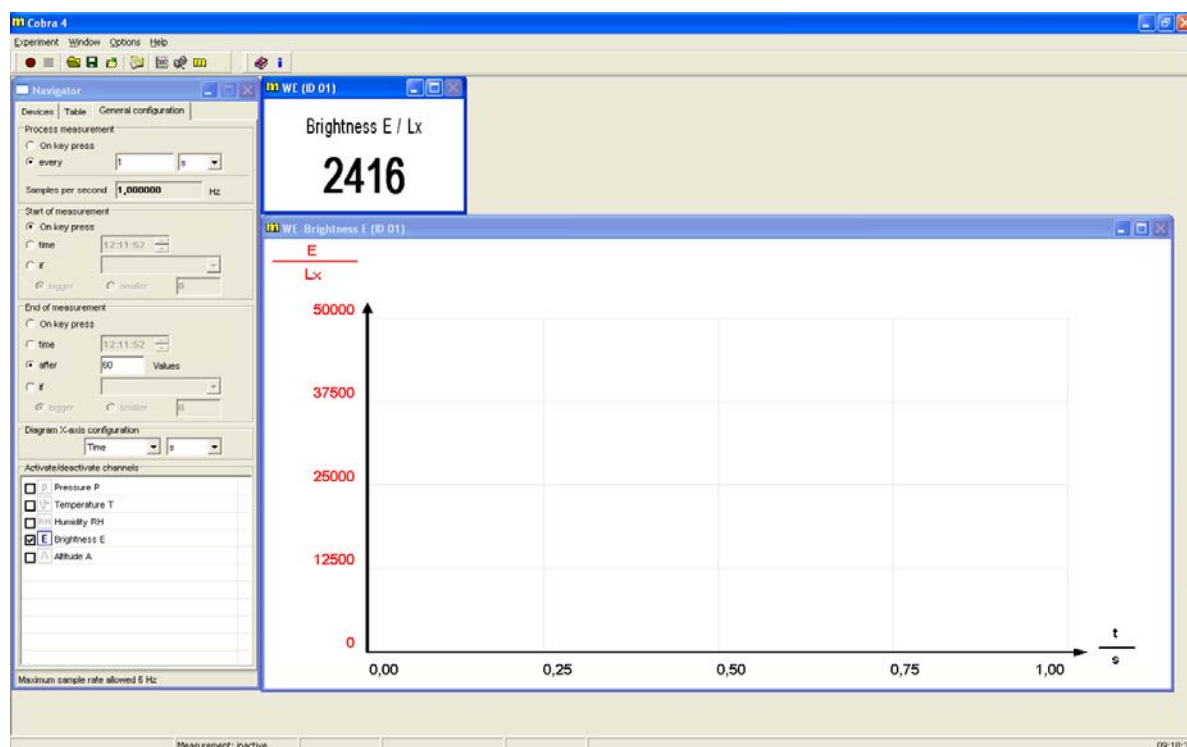 Cobra 4
Experiment Window Options Help
Navigator
Devices Table General configuration
Process measurement
On key press
every 1 s
Samples per second 1,000000 Hz
Start of measurement
On key press
time 12:11:52
if
bigger smaller 0
End of measurement
On key press
time 12:11:52
after 60 Values
if
bigger smaller 0
Diagram X-axis configuration
Time s
Activate/deactivate channels
P Pressure P
Temperature T
RH Humidity RH
E Brightness E
A Altitude A
Maximum sample rate allowed 6 Hz
WE (ID 01)
Brightness E / Lx
2416
WE Brightness E (ID 01)
E
Lx
50000
37500
25000
12500
0
0,00 0,25 0,50 0,75 1,00
t
s
Measurement: inactive